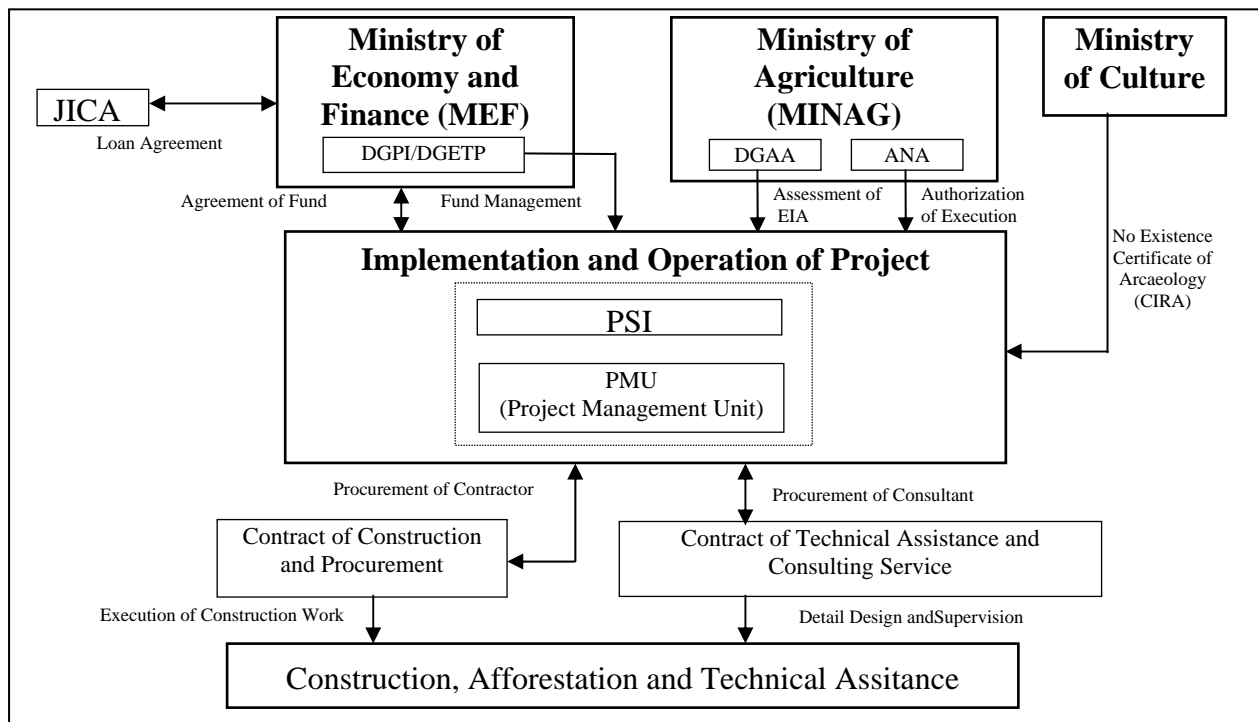 Ministry of
Economy and
Finance (MEF)
Ministry of
Agriculture
(MINAG)
Ministry
of Culture
JICA
Loan Agreement
DGPI/DGETP
DGAA
ANA
Agreement of Fund
Fund Management
Assessment of
EIA
Authorization
of Execution
No Existence
Certificate of
Arcaeology
(CIRA)
Implementation and Operation of Project
PSI
PMU
(Project Management Unit)
Procurement of Contractor
Procurement of Consultant
Contract of Construction
and Procurement
Contract of Technical Assistance and
Consulting Service
Execution of Construction Work
Detail Design andSupervision
Construction, Afforestation and Technical Assitance